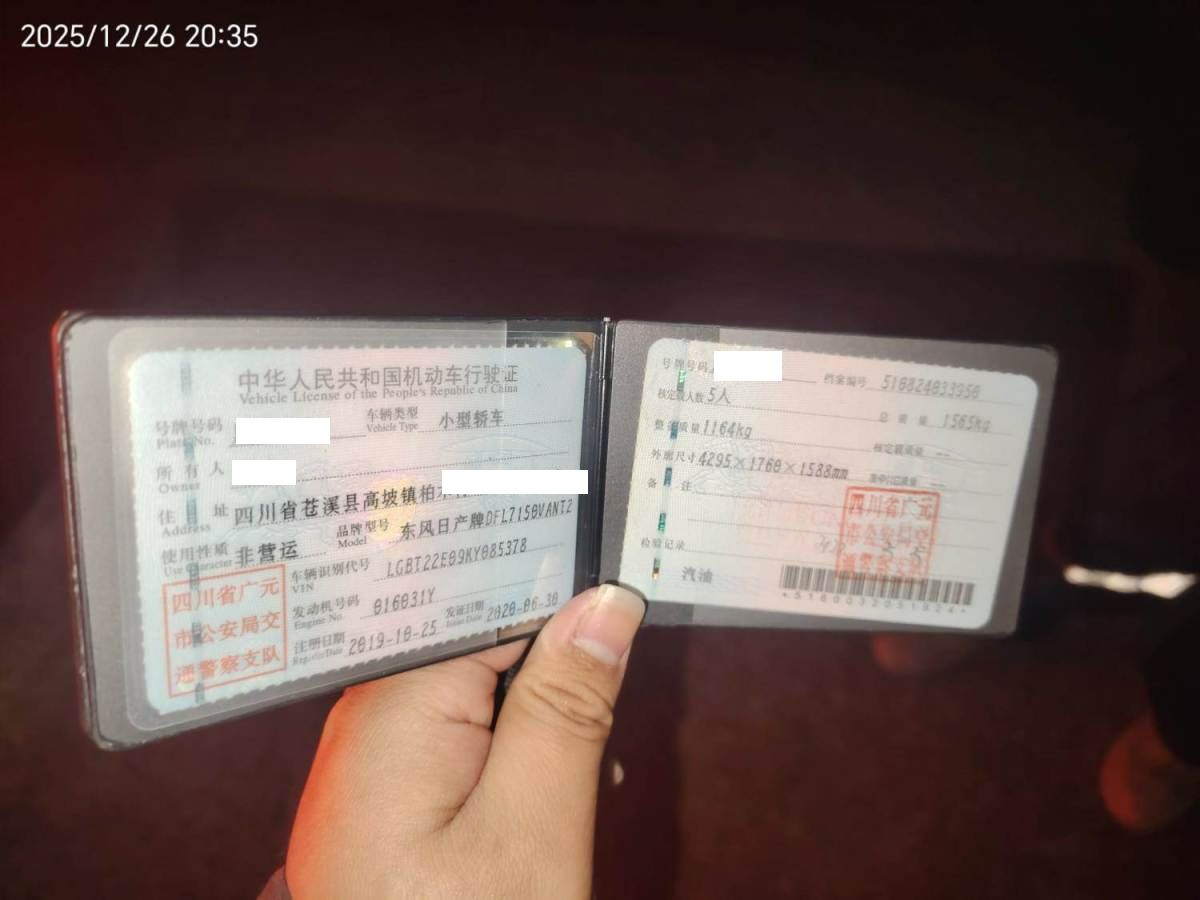 2025/12/26 20:35
中华人民共和国机动车行驶证
Vehicle License of the People's Republic of China
号牌号码
Plate No.
车辆类型
Vehicle Type
小型轿车
所有人
Owner
住址
Address
四川省苍溪县高坡镇柏
使用性质
Use Character
非营运
品牌型号
Model
东风日产牌DFL7150VANT2
车辆识别代号
VIN
LGBT22E09KY085378
发动机号码
Engine No.
016031Y
注册日期
Register Date
2019-10-25
发证日期
Issue Date
2020-06-30
四川省广元
市公安局交
通警察支队
号牌号码
档案编号
510824033950
核定载人数
5人
总质量
1565kg
整备质量
1164kg
核定载质量
--
外廓尺寸
4295×1760×1588mm
备注
检验记录
汽油
四川省广元
市公安局交
通警察支队